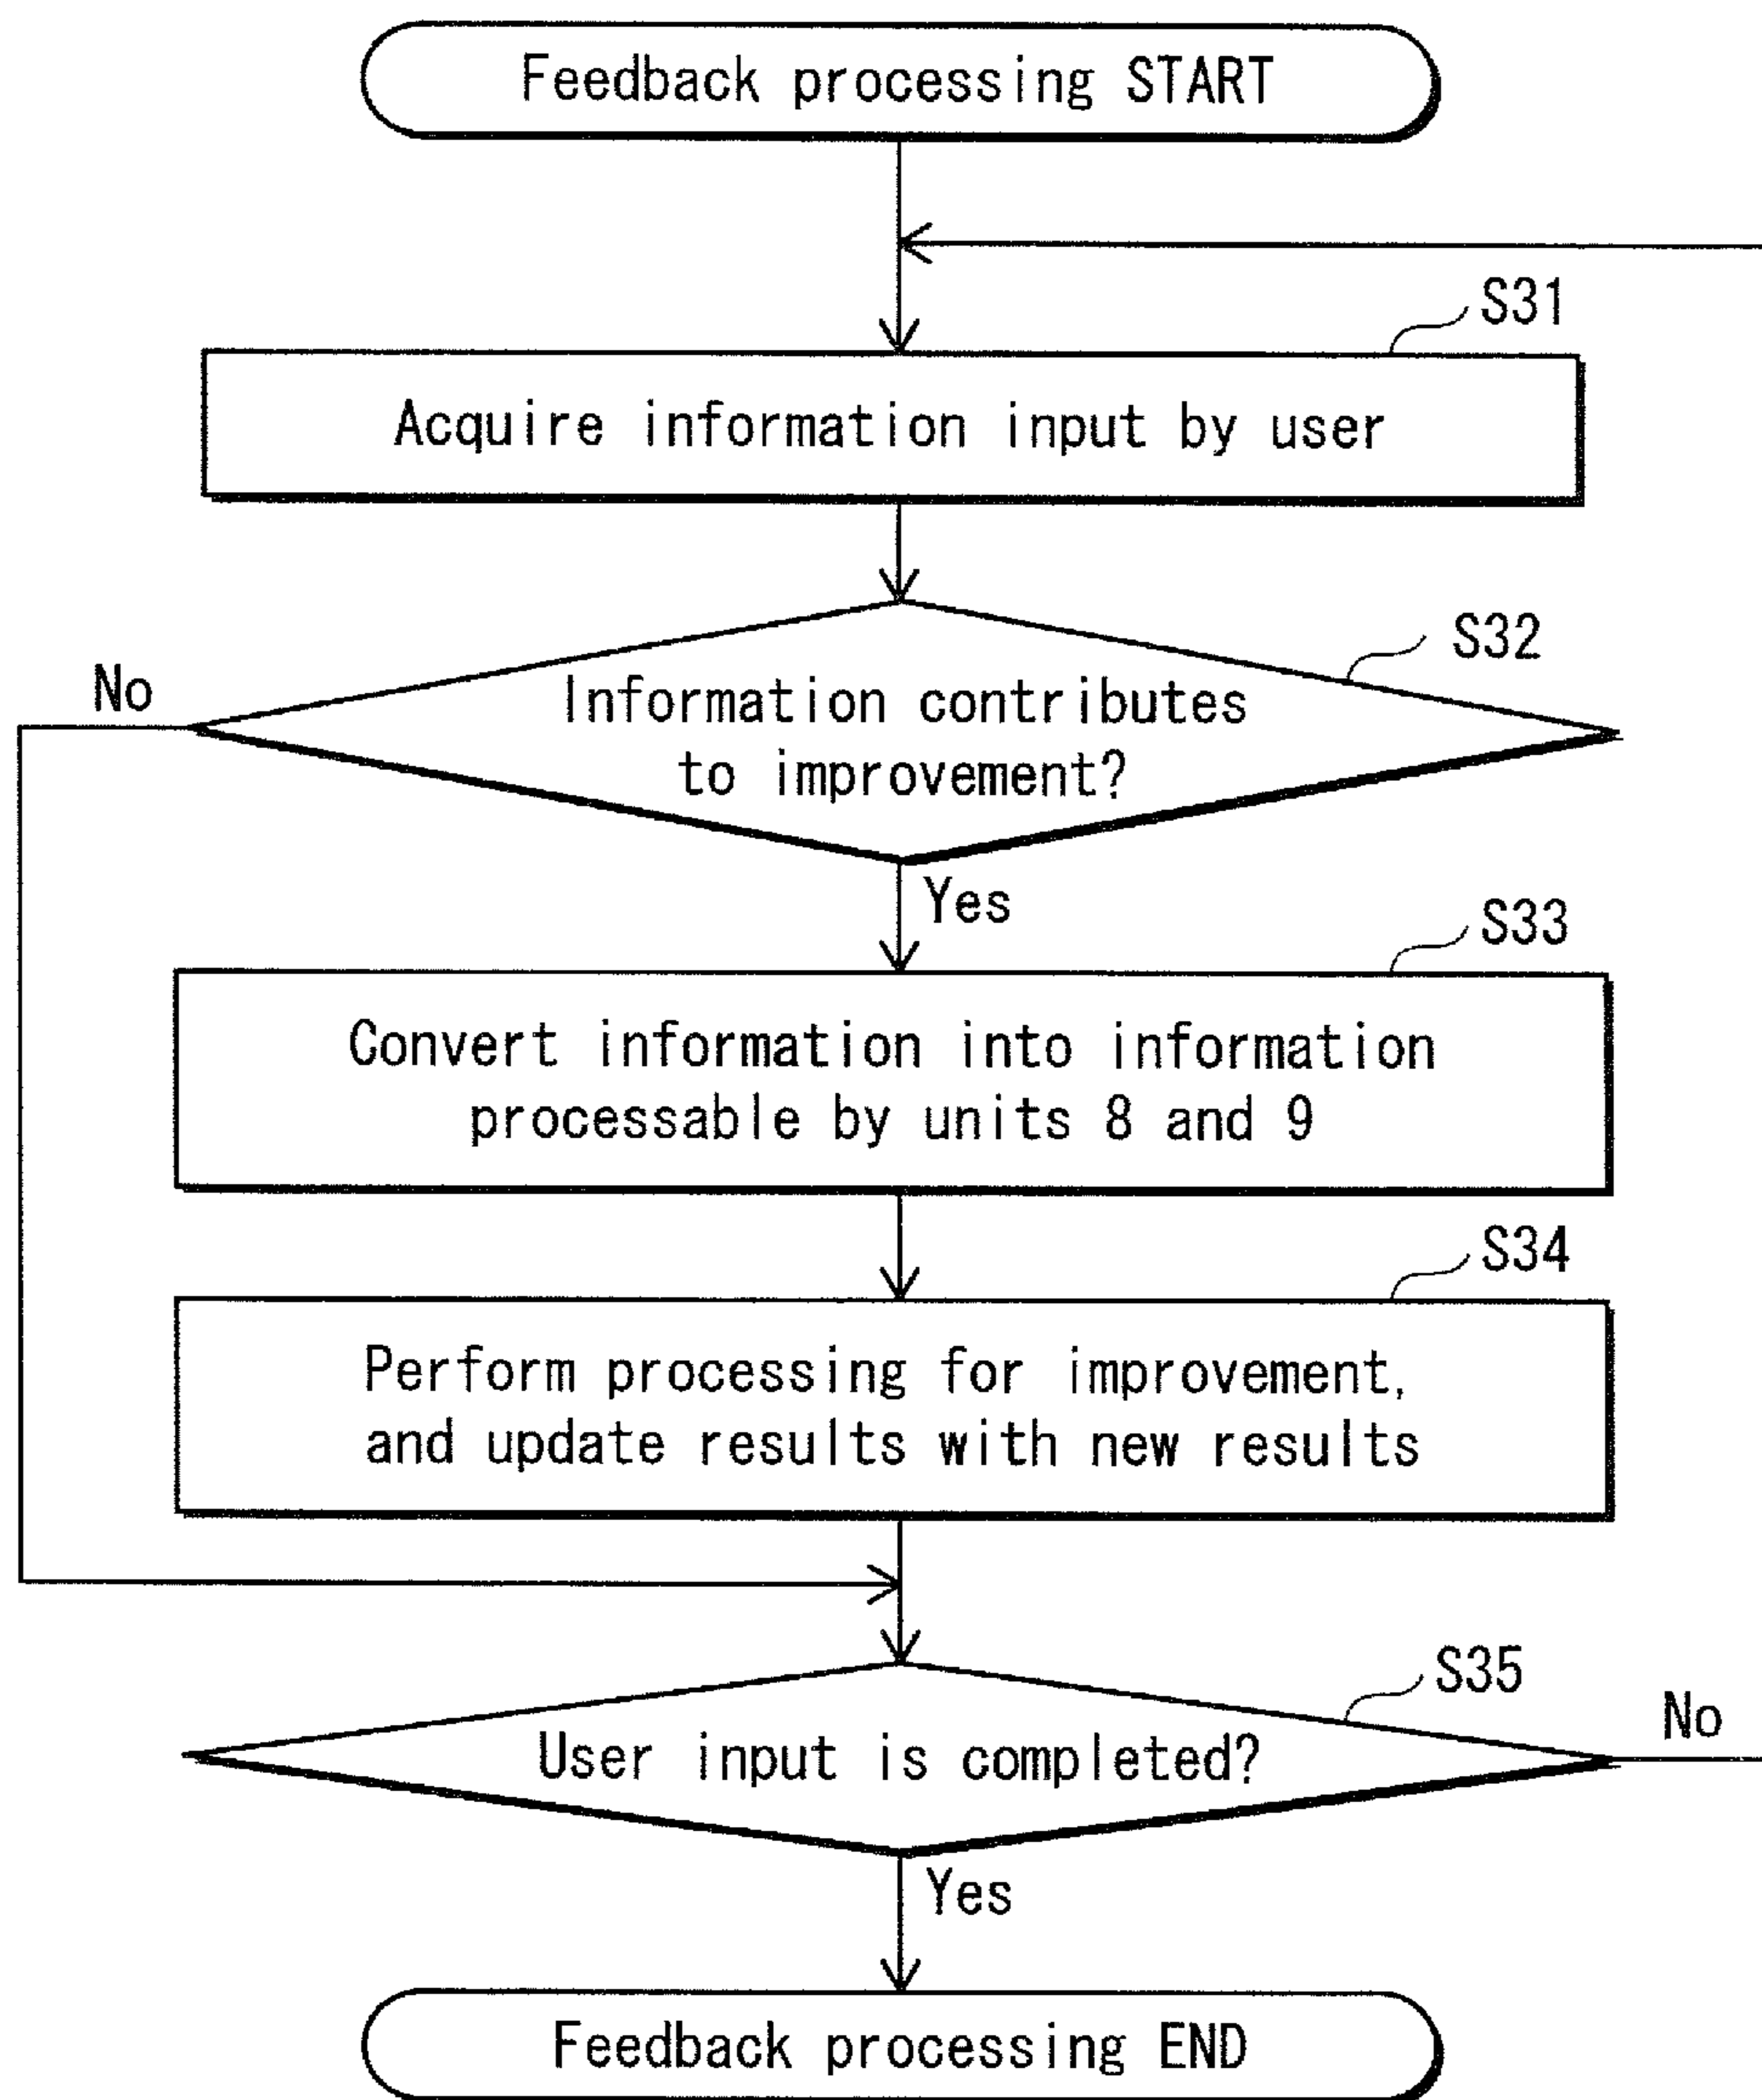 Feedback processing START
S31
Acquire information input by user
S32
No
Information contributes
to improvement?
Yes
S33
Convert information into information
processable by units 8 and 9
S34
Perform processing for improvement,
and update results with new results
S35
No
User input is completed?
Yes
Feedback processing END